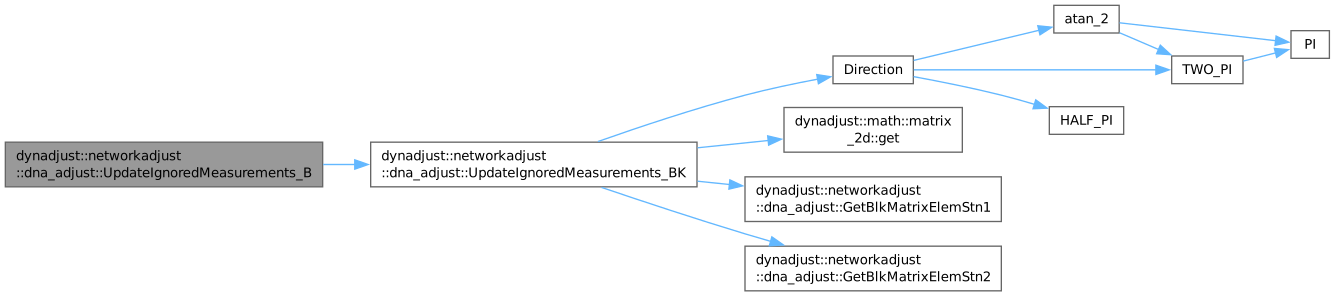 dynadjust::networkadjust
::dna_adjust::UpdateIgnoredMeasurements_B
dynadjust::networkadjust
::dna_adjust::UpdateIgnoredMeasurements_BK
Direction
atan_2
PI
TWO_PI
HALF_PI
dynadjust::math::matrix
_2d::get
dynadjust::networkadjust
::dna_adjust::GetBlkMatrixElemStn1
dynadjust::networkadjust
::dna_adjust::GetBlkMatrixElemStn2